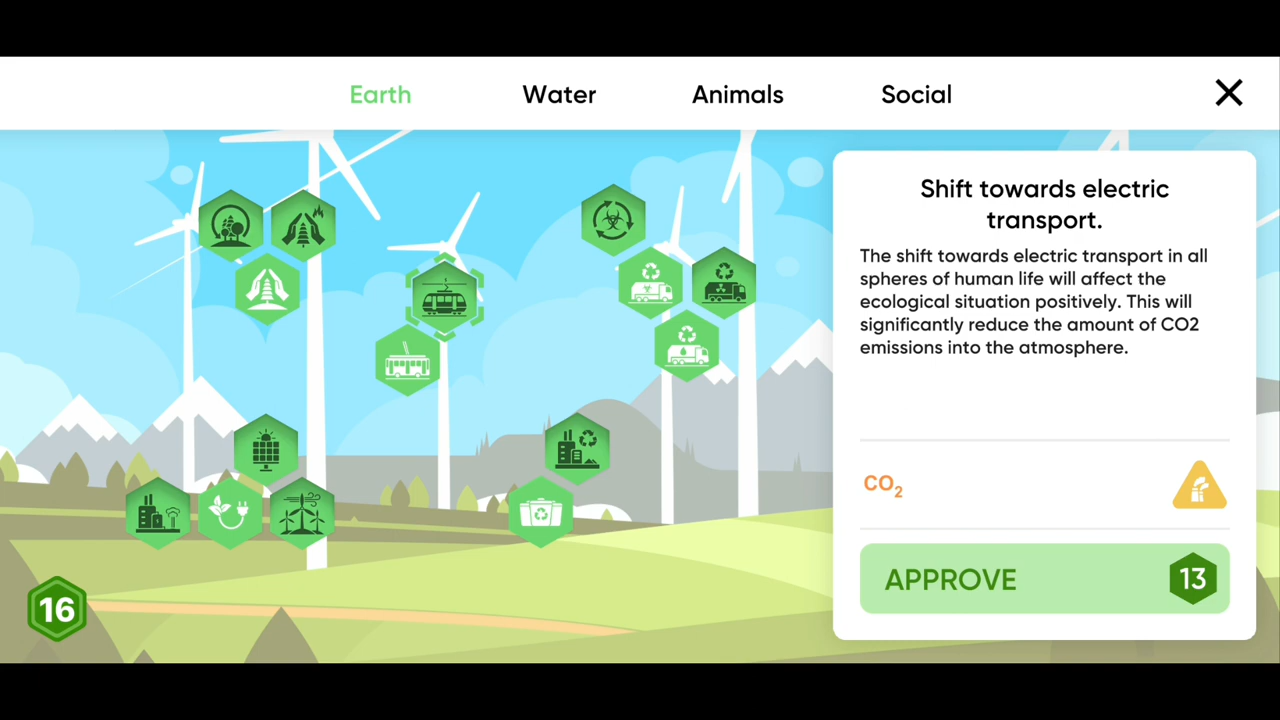 Earth Water Animals Social
Shift towards electric
transport.
The shift towards electric transport in all
spheres of human life will affect the
ecological situation positively. This will
significantly reduce the amount of CO2
emissions into the atmosphere.
CO₂
APPROVE 13
16